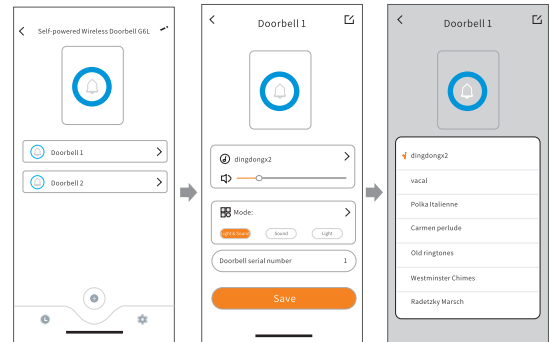 Self-powered Wireless Doorbell G6L
Doorbell 1
Doorbell 2
Doorbell 1
dingdongx2
Mode:
Light & Sound
Sound
Light
Doorbell serial number 1
Save
Doorbell 1
dingdongx2
vacal
Polka Italienne
Carmen perlude
Old ringtones
Westminster Chimes
Radetzky Marsch